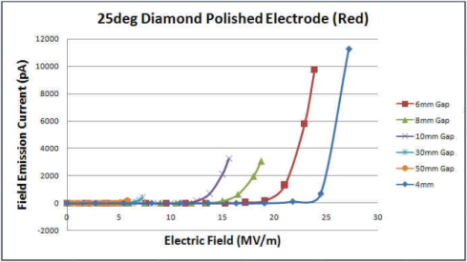 25deg Diamond Polished Electrode (Red)
Field Emission Current (pA)
12000
10000
8000
6000
4000
2000
0
-2000
0 5 10 15 20 25 30
Electric Field (MV/m)
6mm Gap
8mm Gap
10mm Gap
30mm Gap
50mm Gap
4mm